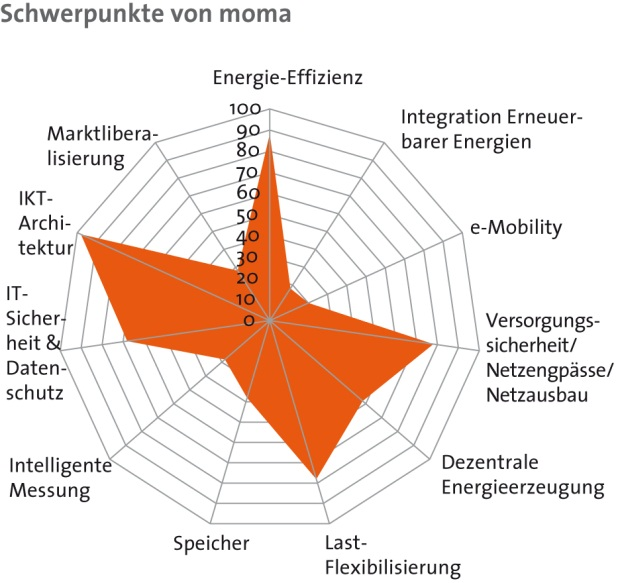 Schwerpunkte von moma
Energie-Effizienz
100
90
80
70
60
50
40
30
20
10
0
Integration Erneuer-
barer Energien
e-Mobility
Versorgungs-
sicherheit/
Netzengpässe/
Netzausbau
Dezentrale
Energieerzeugung
Last-
Flexibilisierung
Speicher
Intelligente
Messung
IT-
Sicher-
heit &
Daten-
schutz
IKT-
Archi-
tektur
Marktlibera-
lisierung